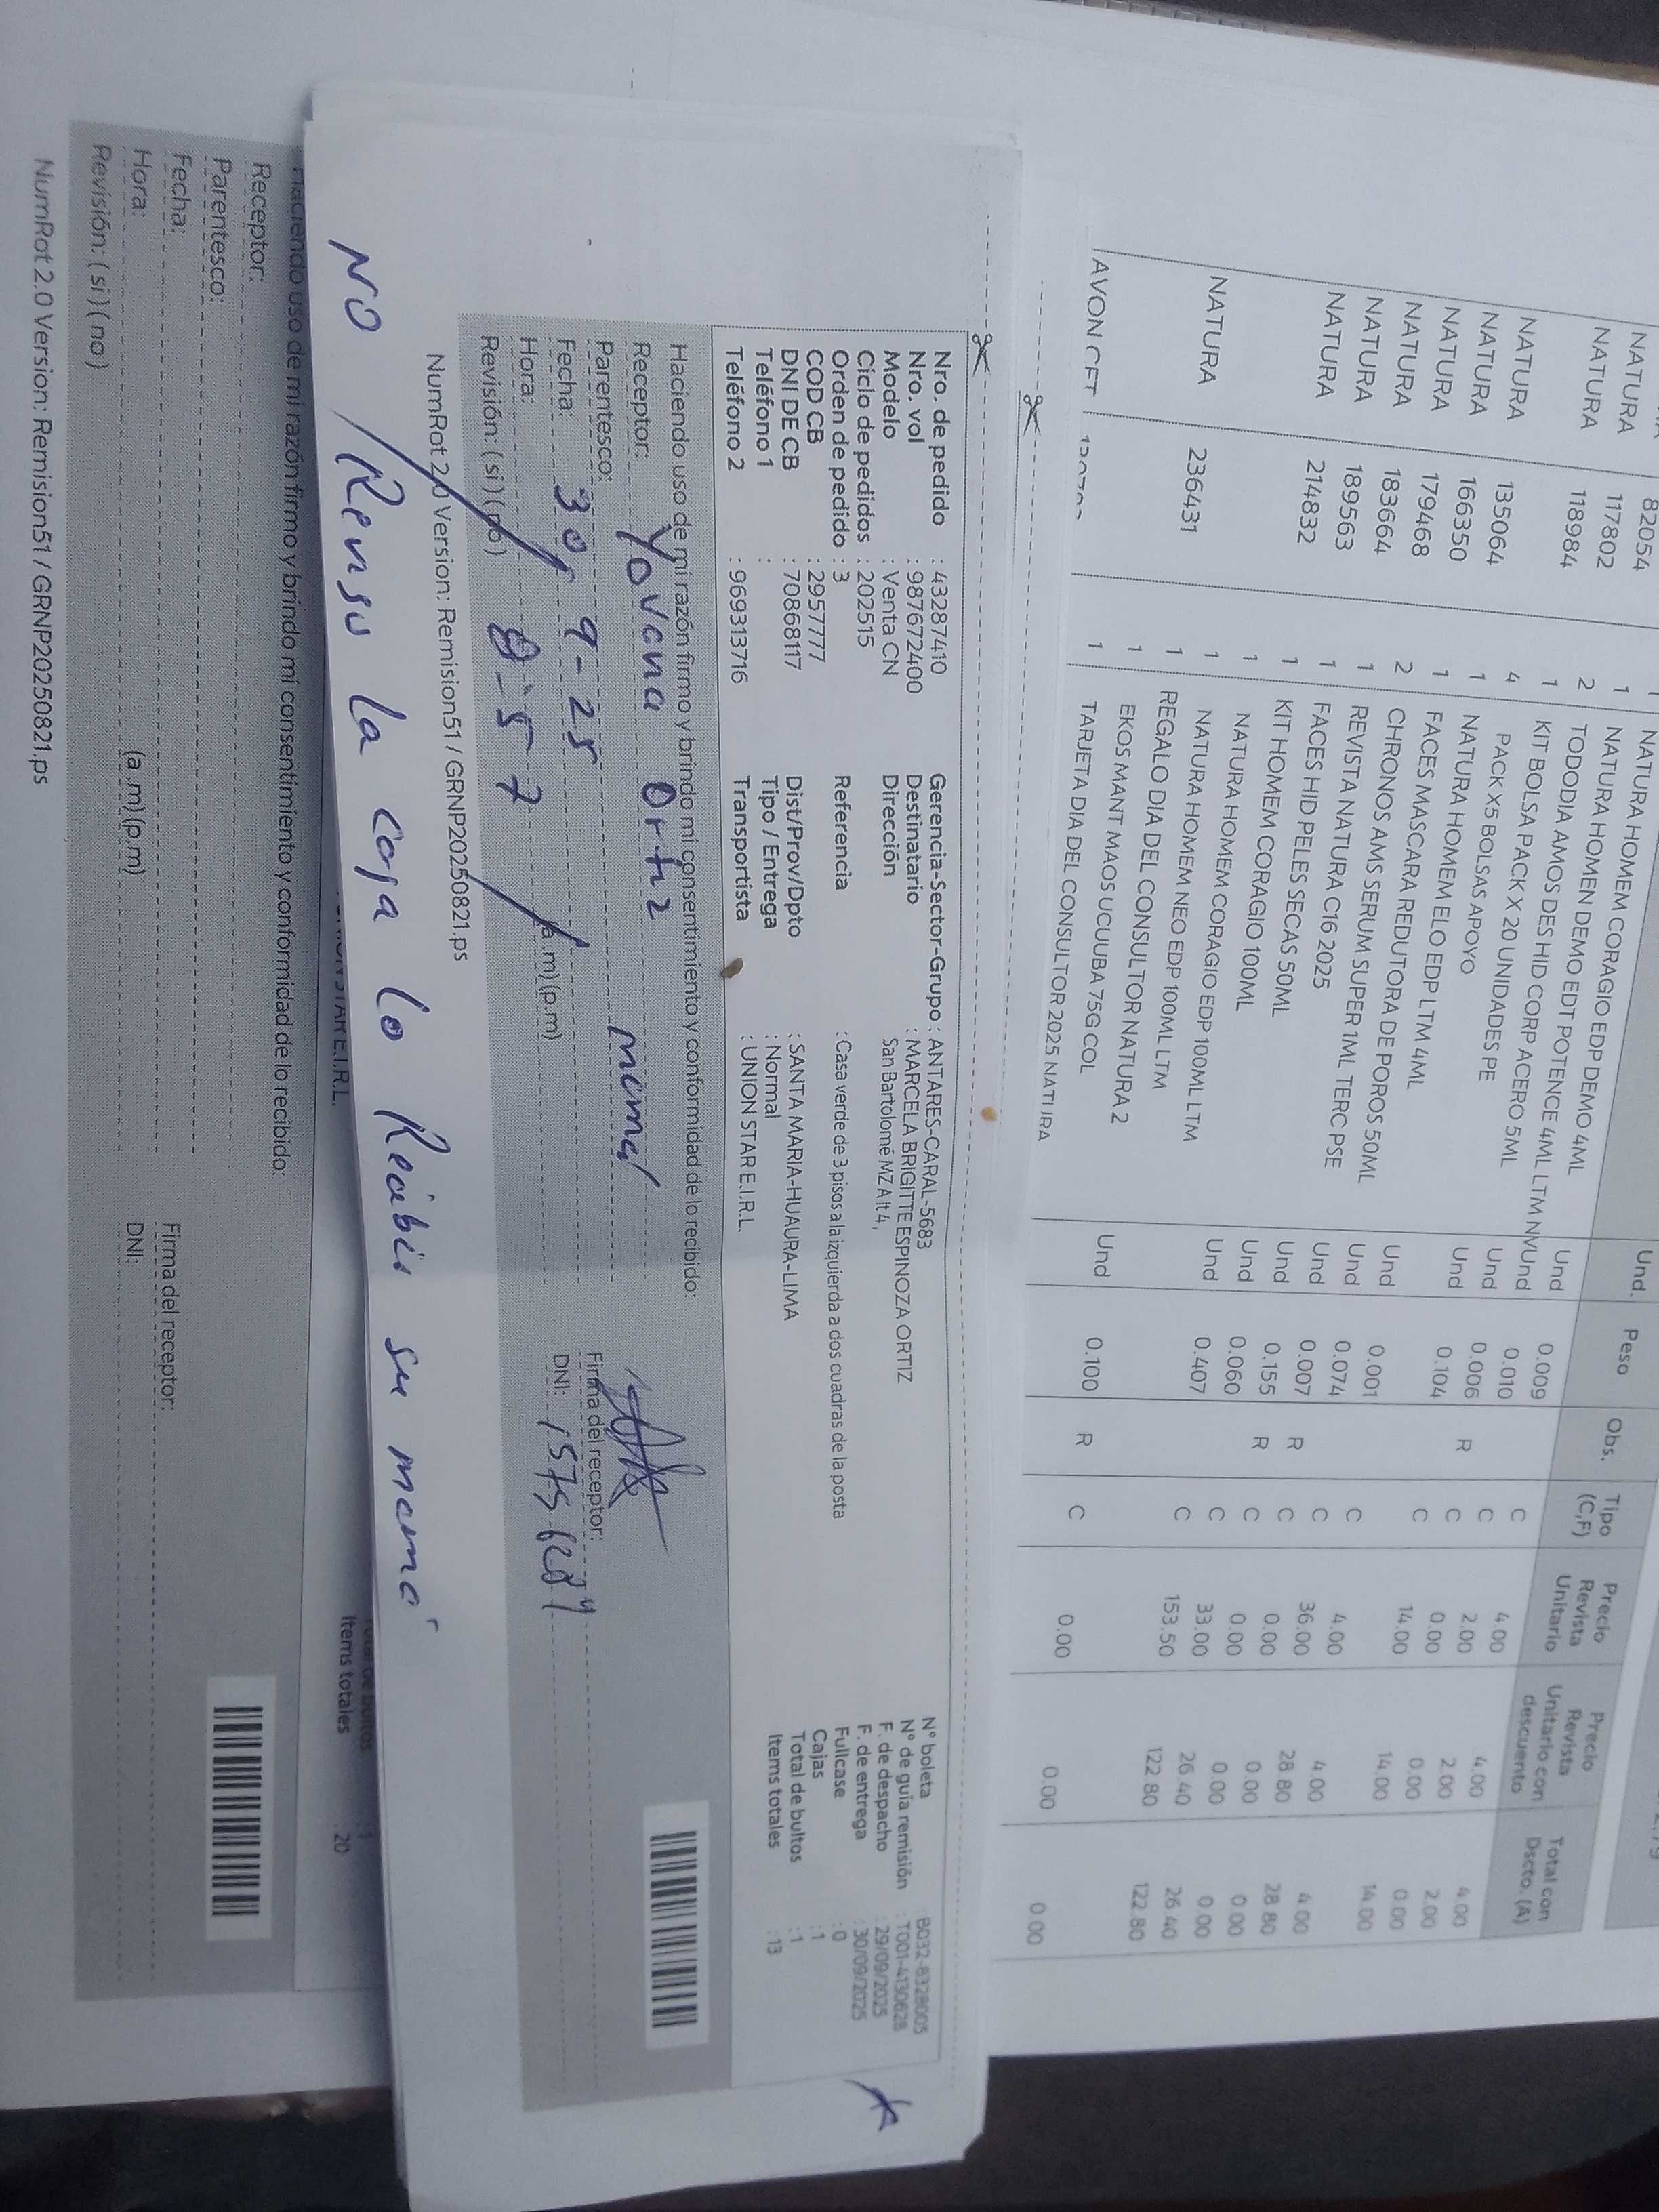 Und.
Peso
Obs.
Tipo (C,F)
Precio Revista Unitario
Precio Revista Unitario con descuento
Total con Dscto. (A)
82054
NATURA 117802 1 NATURA HOMEM CORAGIO EDP DEMO 4ML
NATURA 118984 1 NATURA HOMEN DEMO EDT POTENCE 4ML LTM NV
2 TODODIA AMOS DES HID CORP ACERO 5ML
NATURA 135064 1 KIT BOLSA PACK X 20 UNIDADES PE
NATURA 166350 4 PACK X5 BOLSAS APOYO
NATURA 179468 1 NATURA HOMEM ELO EDP LTM 4ML
NATURA 183664 1 FACES MASCARA REDUTORA DE POROS 50ML
NATURA 189563 2 CHRONOS AMS SERUM SUPER 1ML TERC PSE
NATURA 214832 1 REVISTA NATURA C16 2025
1 FACES HID PELES SECAS 50ML
1 KIT HOMEM CORAGIO 100ML
1 NATURA HOMEM CORAGIO EDP 100ML LTM
NATURA 236431 1 NATURA HOMEM NEO EDP 100ML LTM
1 REGALO DIA DEL CONSULTOR NATURA 2
1 EKOS MANT MAOS UCUUBA 75G COL
AVON CFT 1 TARJETA DIA DEL CONSULTOR 2025 NATURA
Und 0.009 C 4.00 4.00 4.00
Und 0.010 C 2.00 2.00 2.00
Und 0.006 R C 0.00 0.00 0.00
Und 0.104 C 14.00 14.00 14.00
Und 0.001 C 4.00 4.00 4.00
Und 0.074 C 36.00 28.80 28.80
Und 0.007 R C 0.00 0.00 0.00
Und 0.155 R C 0.00 0.00 0.00
Und 0.060 C 33.00 26.40 26.40
Und 0.407 C 153.50 122.80 122.80
Und 0.100 R C 0.00 0.00 0.00
Nro. de pedido : 43287410
Nro. vol : 987672400
Modelo : Venta CN
Ciclo de pedidos : 202515
Orden de pedido : 3
COD CB : 2957777
DNI DE CB : 70868117
Teléfono 1 :
Teléfono 2 : 969313716
Gerencia-Sector-Grupo : ANTARES-CARAL-5683
Destinatario : MARCELA BRIGITTE ESPINOZA ORTIZ
Dirección San Bartolomé MZ A lt 4,
Referencia : Casa verde de 3 pisos a la izquierda a dos cuadras de la posta
Dist/Prov/Dpto : SANTA MARIA-HUAURA-LIMA
Tipo / Entrega : Normal
Transportista : UNION STAR E.I.R.L.
N° boleta : B032-8328005
N° de guía remisión : T001-4130628
F. de despacho : 29/09/2025
F. de entrega : 30/09/2025
Fullcase : 0
Cajas : 1
Total de bultos : 1
Items totales : 13
Haciendo uso de mi razón firmo y brindo mi consentimiento y conformidad de lo recibido:
Receptor: Yovana Ortiz
Parentesco: mamá
Fecha: 30, 9-25
Hora: 8:57 (a.m)(p.m)
Revisión: (si)(no)
Firma del receptor:
DNI:
NumRot 2.0 Version: Remision51 / GRNP20250821.ps
NO Reviso la caja lo Recibio su mamá
UNION STAR E.I.R.L.
Total de bultos : 1
Items totales 20
Haciendo uso de mi razón firmo y brindo mi consentimiento y conformidad de lo recibido:
Receptor:
Parentesco:
Fecha:
Hora: (a.m)(p.m)
Revisión: (si)(no)
Firma del receptor:
DNI:
NumRot 2.0 Version: Remision51 / GRNP20250821.ps